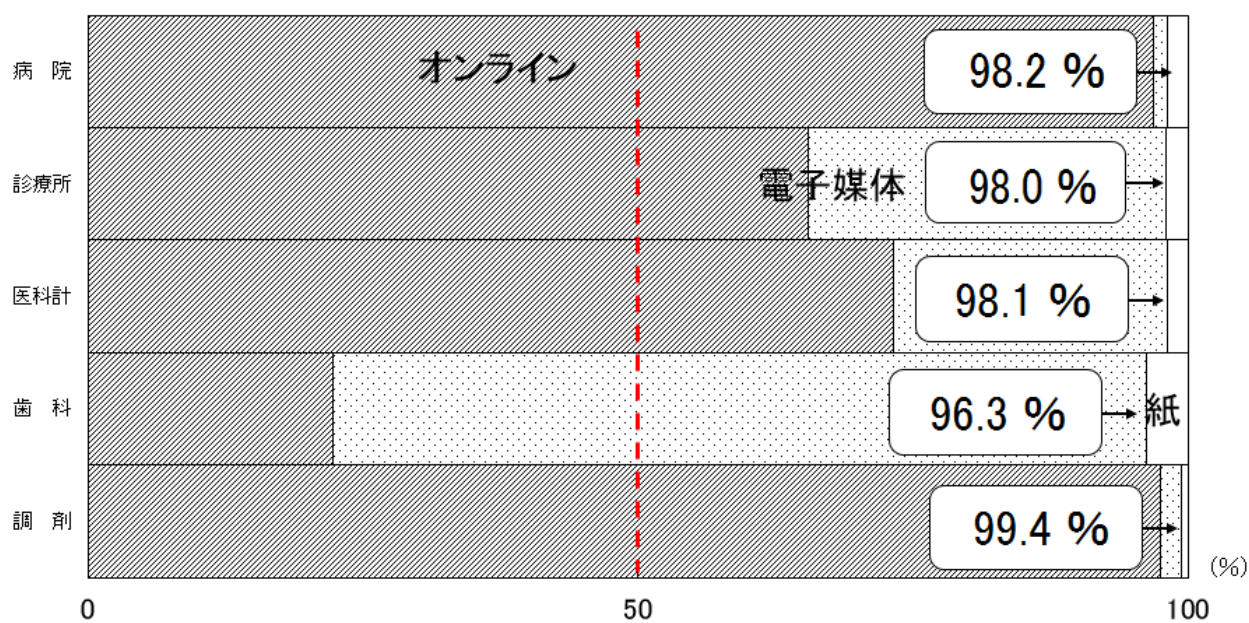 病　院 オンライン 98.2 %
診療所 電子媒体 98.0 %
医科計 98.1 %
歯　科 96.3 % 紙
調　剤 99.4 %
(%)
0 50 100